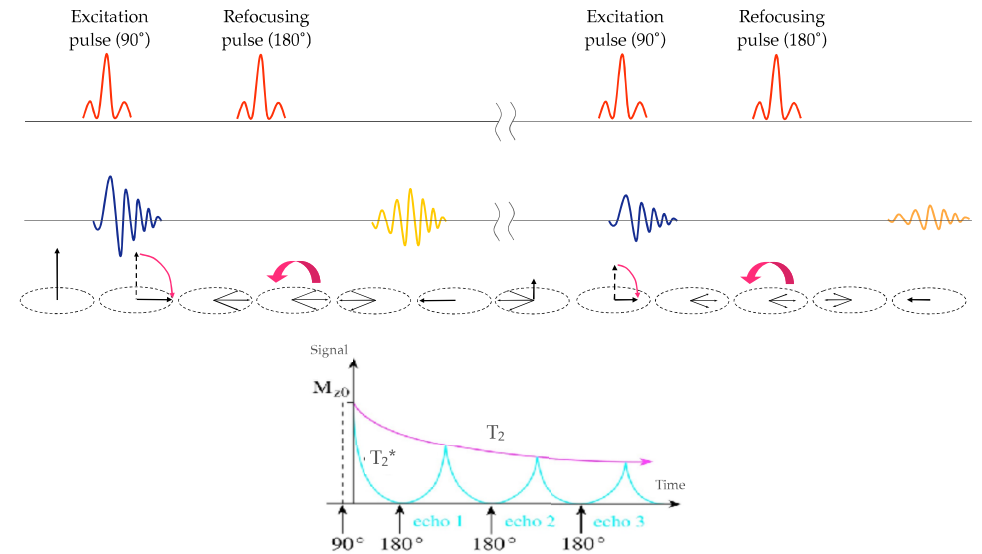 Excitation
pulse (90˚)
Refocusing
pulse (180˚)
Excitation
pulse (90˚)
Refocusing
pulse (180˚)
Signal
Mz0
T2
T2*
Time
echo 1 echo 2 echo 3
90° 180° 180° 180°